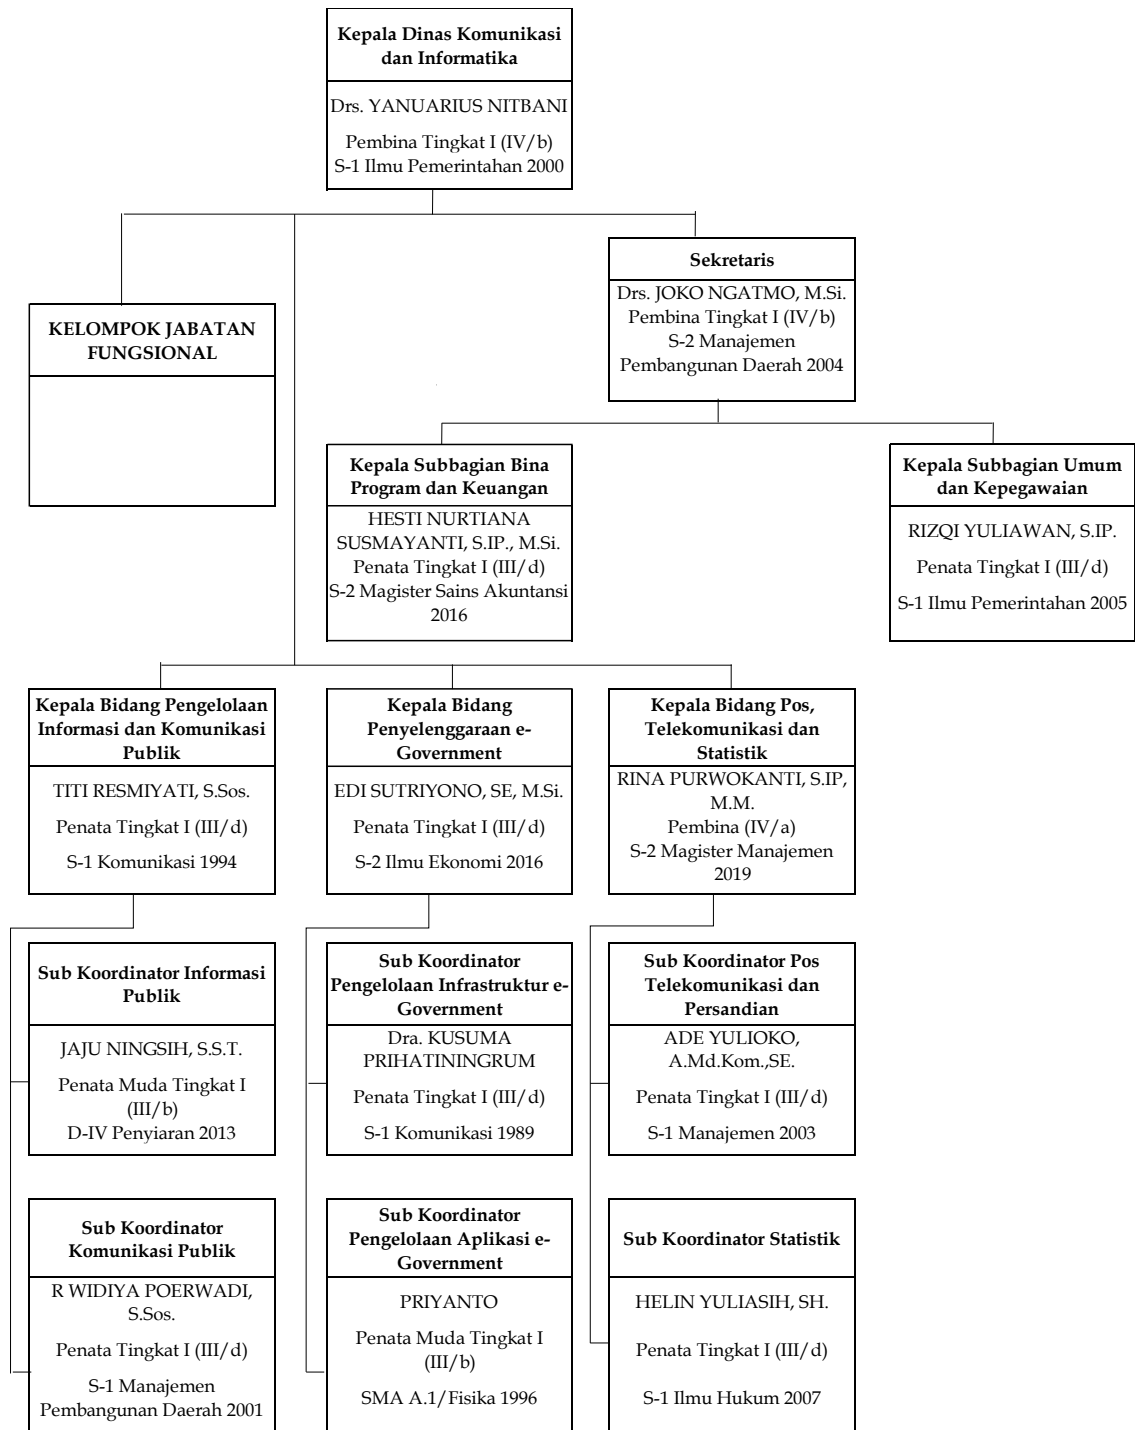 Kepala Dinas Komunikasi
dan Informatika
Drs. YANUARIUS NITBANI
Pembina Tingkat I (IV/b)
S-1 Ilmu Pemerintahan 2000
Sekretaris
Drs. JOKO NGATMO, M.Si.
Pembina Tingkat I (IV/b)
S-2 Manajemen
Pembangunan Daerah 2004
KELOMPOK JABATAN
FUNGSIONAL
Kepala Subbagian Bina
Program dan Keuangan
HESTI NURTIANA
SUSMAYANTI, S.IP., M.Si.
Penata Tingkat I (III/d)
S-2 Magister Sains Akuntansi
2016
Kepala Subbagian Umum
dan Kepegawaian
RIZQI YULIAWAN, S.IP.
Penata Tingkat I (III/d)
S-1 Ilmu Pemerintahan 2005
Kepala Bidang Pengelolaan
Informasi dan Komunikasi
Publik
TITI RESMIYATI, S.Sos.
Penata Tingkat I (III/d)
S-1 Komunikasi 1994
Kepala Bidang
Penyelenggaraan e-
Government
EDI SUTRIYONO, SE, M.Si.
Penata Tingkat I (III/d)
S-2 Ilmu Ekonomi 2016
Kepala Bidang Pos,
Telekomunikasi dan
Statistik
RINA PURWOKANTI, S.IP,
M.M.
Pembina (IV/a)
S-2 Magister Manajemen
2019
Sub Koordinator Informasi
Publik
JAJU NINGSIH, S.S.T.
Penata Muda Tingkat I
(III/b)
D-IV Penyiaran 2013
Sub Koordinator
Pengelolaan Infrastruktur e-
Government
Dra. KUSUMA
PRIHATININGRUM
Penata Tingkat I (III/d)
S-1 Komunikasi 1989
Sub Koordinator Pos
Telekomunikasi dan
Persandian
ADE YULIOKO,
A.Md.Kom.,SE.
Penata Tingkat I (III/d)
S-1 Manajemen 2003
Sub Koordinator
Komunikasi Publik
R WIDIYA POERWADI,
S.Sos.
Penata Tingkat I (III/d)
S-1 Manajemen
Pembangunan Daerah 2001
Sub Koordinator
Pengelolaan Aplikasi e-
Government
PRIYANTO
Penata Muda Tingkat I
(III/b)
SMA A.1/Fisika 1996
Sub Koordinator Statistik
HELIN YULIASIH, SH.
Penata Tingkat I (III/d)
S-1 Ilmu Hukum 2007